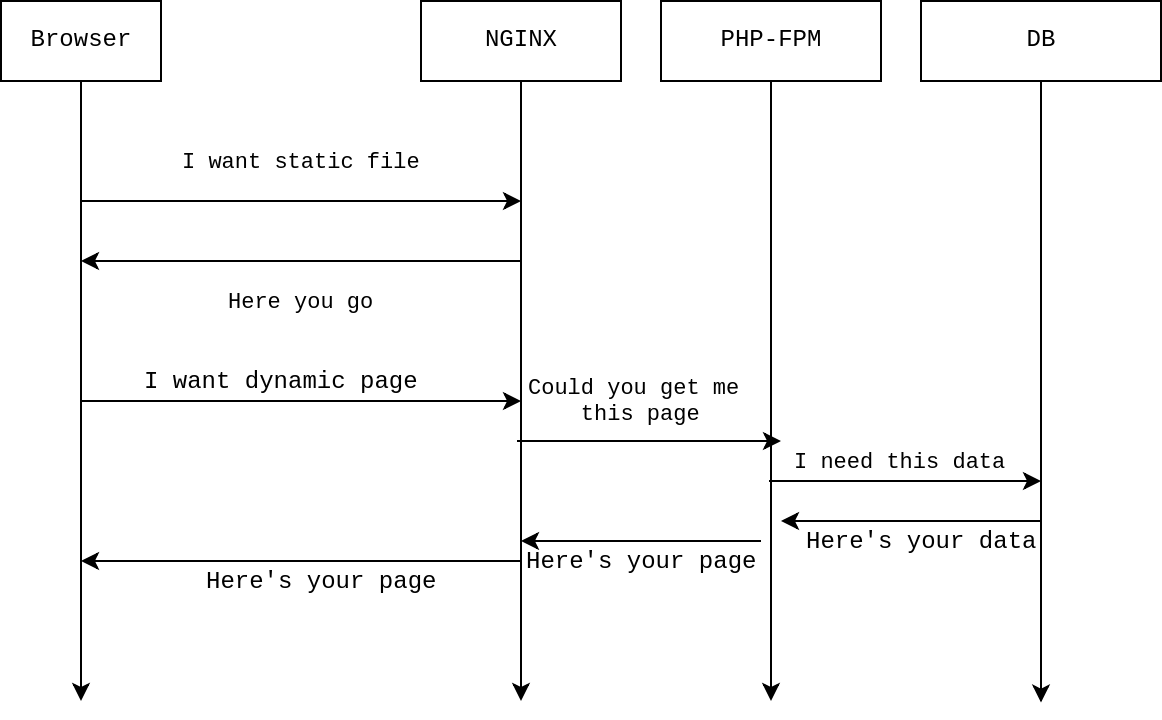 Browser
NGINX
PHP-FPM
DB
I want static file
Here you go
I want dynamic page
Could you get me
this page
I need this data
Here's your data
Here's your page
Here's your page